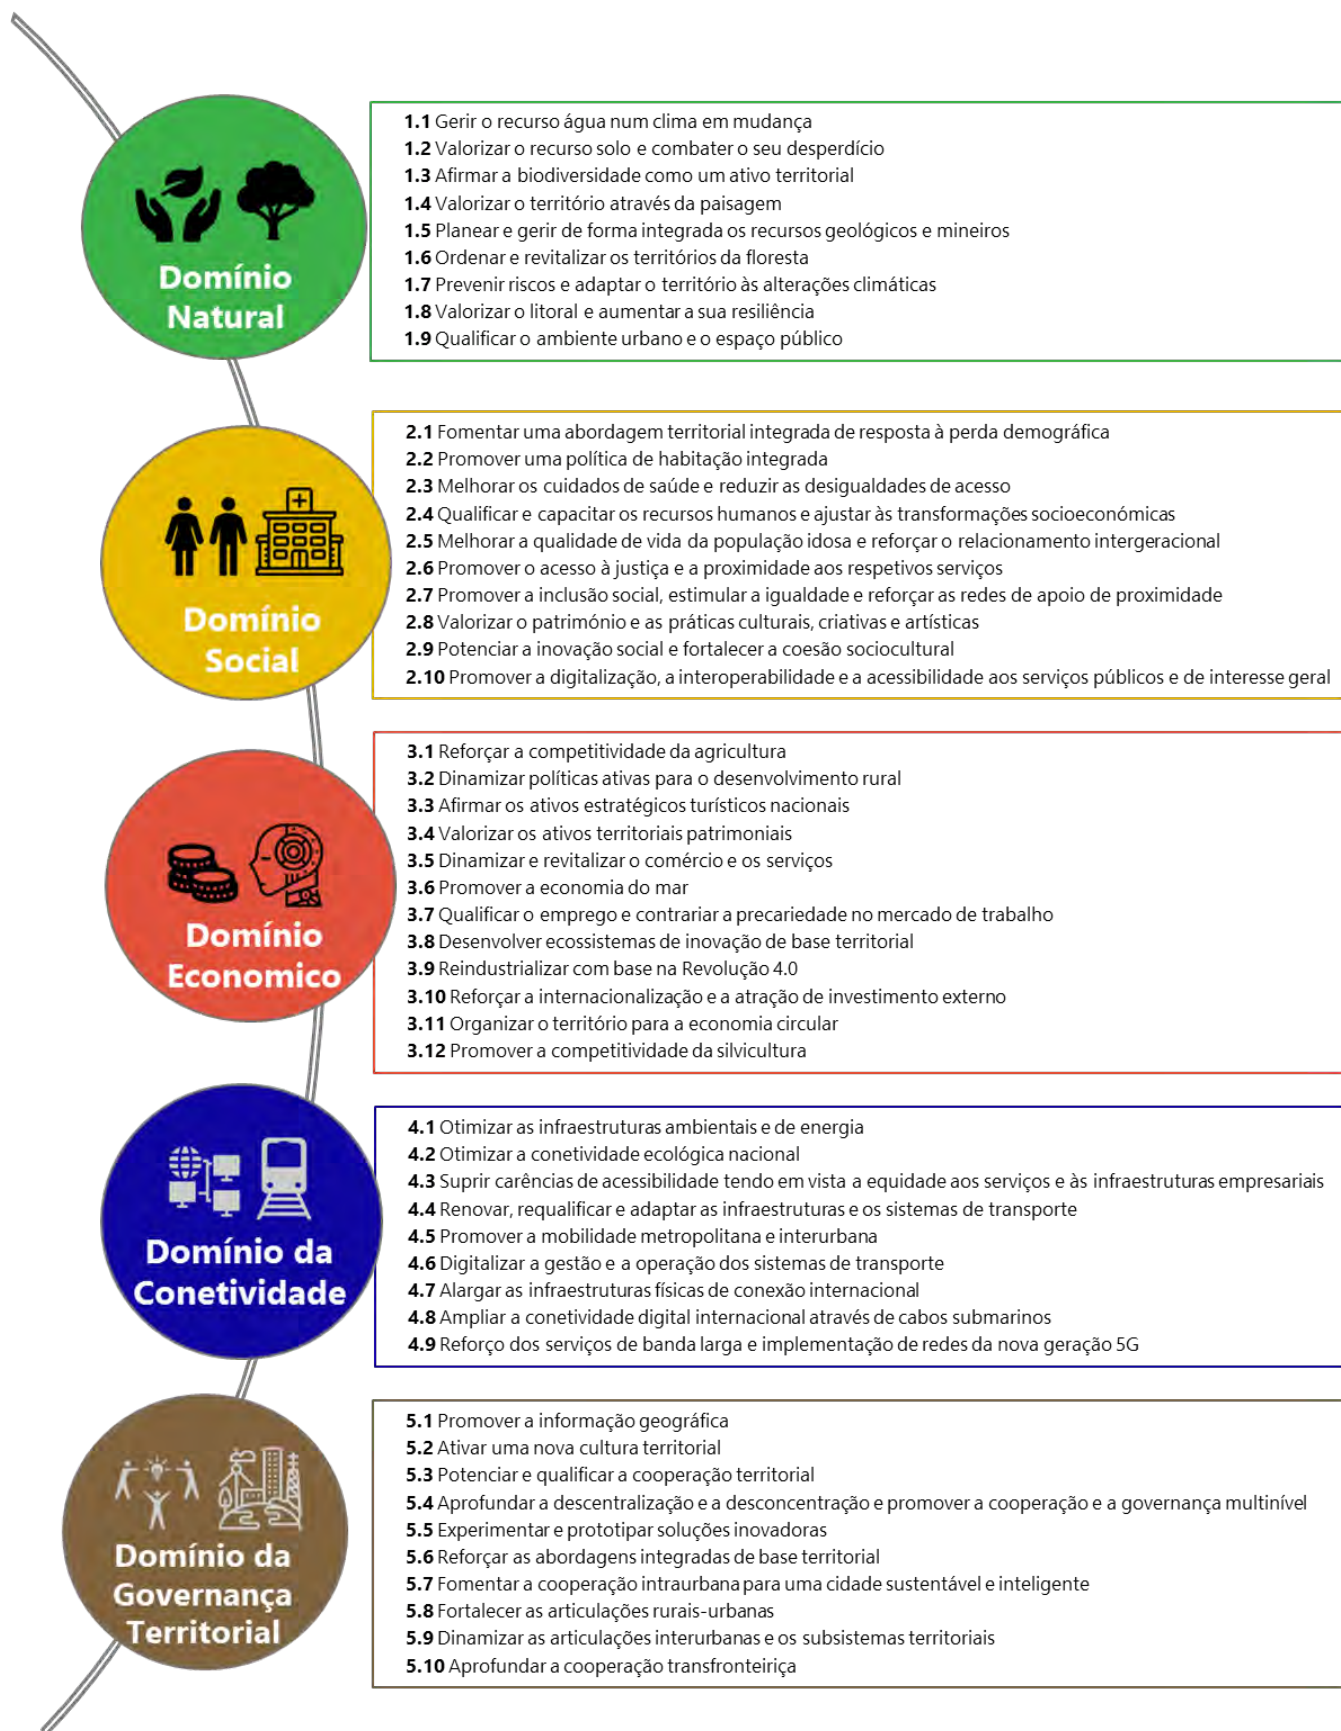 Domínio
Natural
1.1 Gerir o recurso água num clima em mudança
1.2 Valorizar o recurso solo e combater o seu desperdício
1.3 Afirmar a biodiversidade como um ativo territorial
1.4 Valorizar o território através da paisagem
1.5 Planear e gerir de forma integrada os recursos geológicos e mineiros
1.6 Ordenar e revitalizar os territórios da floresta
1.7 Prevenir riscos e adaptar o território às alterações climáticas
1.8 Valorizar o litoral e aumentar a sua resiliência
1.9 Qualificar o ambiente urbano e o espaço público
Domínio
Social
2.1 Fomentar uma abordagem territorial integrada de resposta à perda demográfica
2.2 Promover uma política de habitação integrada
2.3 Melhorar os cuidados de saúde e reduzir as desigualdades de acesso
2.4 Qualificar e capacitar os recursos humanos e ajustar às transformações socioeconómicas
2.5 Melhorar a qualidade de vida da população idosa e reforçar o relacionamento intergeracional
2.6 Promover o acesso à justiça e a proximidade aos respetivos serviços
2.7 Promover a inclusão social, estimular a igualdade e reforçar as redes de apoio de proximidade
2.8 Valorizar o património e as práticas culturais, criativas e artísticas
2.9 Potenciar a inovação social e fortalecer a coesão sociocultural
2.10 Promover a digitalização, a interoperabilidade e a acessibilidade aos serviços públicos e de interesse geral
Domínio
Economico
3.1 Reforçar a competitividade da agricultura
3.2 Dinamizar políticas ativas para o desenvolvimento rural
3.3 Afirmar os ativos estratégicos turísticos nacionais
3.4 Valorizar os ativos territoriais patrimoniais
3.5 Dinamizar e revitalizar o comércio e os serviços
3.6 Promover a economia do mar
3.7 Qualificar o emprego e contrariar a precariedade no mercado de trabalho
3.8 Desenvolver ecossistemas de inovação de base territorial
3.9 Reindustrializar com base na Revolução 4.0
3.10 Reforçar a internacionalização e a atração de investimento externo
3.11 Organizar o território para a economia circular
3.12 Promover a competitividade da silvicultura
Domínio da
Conetividade
4.1 Otimizar as infraestruturas ambientais e de energia
4.2 Otimizar a conetividade ecológica nacional
4.3 Suprir carências de acessibilidade tendo em vista a equidade aos serviços e às infraestruturas empresariais
4.4 Renovar, requalificar e adaptar as infraestruturas e os sistemas de transporte
4.5 Promover a mobilidade metropolitana e interurbana
4.6 Digitalizar a gestão e a operação dos sistemas de transporte
4.7 Alargar as infraestruturas físicas de conexão internacional
4.8 Ampliar a conetividade digital internacional através de cabos submarinos
4.9 Reforço dos serviços de banda larga e implementação de redes da nova geração 5G
Domínio da
Governança
Territorial
5.1 Promover a informação geográfica
5.2 Ativar uma nova cultura territorial
5.3 Potenciar e qualificar a cooperação territorial
5.4 Aprofundar a descentralização e a desconcentração e promover a cooperação e a governança multinível
5.5 Experimentar e prototipar soluções inovadoras
5.6 Reforçar as abordagens integradas de base territorial
5.7 Fomentar a cooperação intraurbana para uma cidade sustentável e inteligente
5.8 Fortalecer as articulações rurais-urbanas
5.9 Dinamizar as articulações interurbanas e os subsistemas territoriais
5.10 Aprofundar a cooperação transfronteiriça